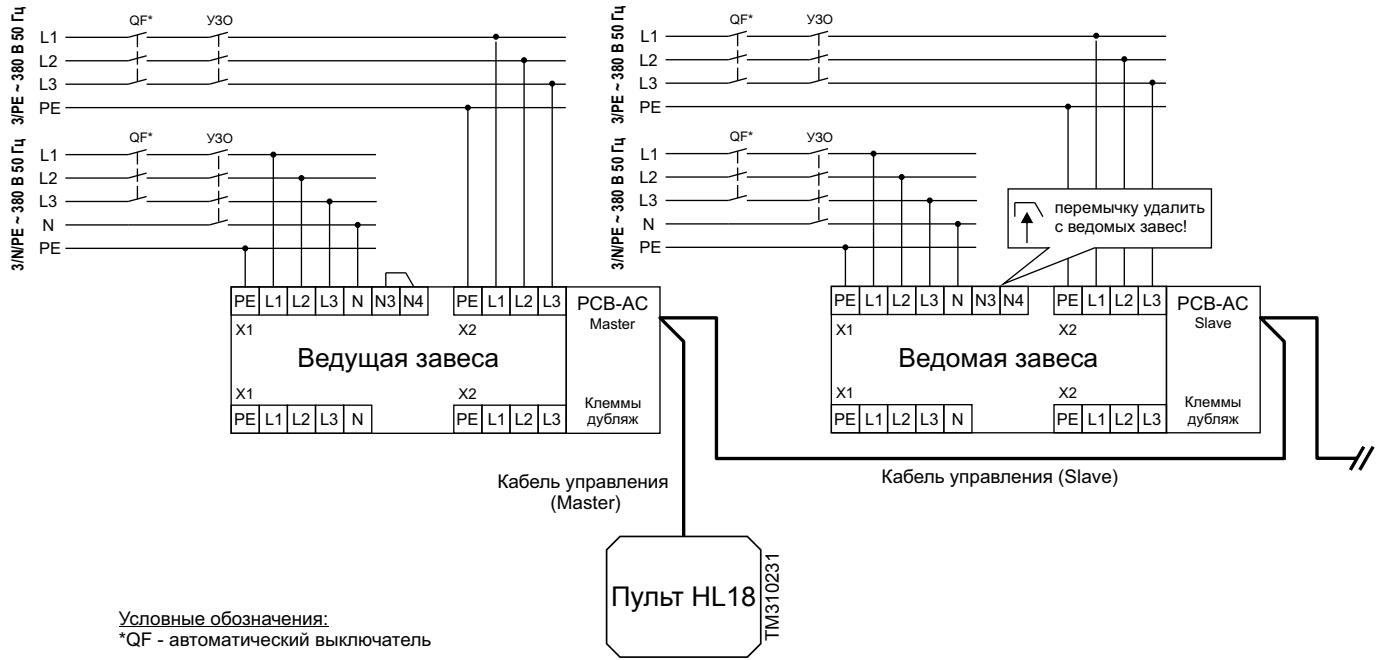 3/PE ~ 380 В 50 Гц
QF*
УЗО
L1
L2
L3
PE
3/N/PE ~ 380 В 50 Гц
QF*
УЗО
L1
L2
L3
N
PE
PE L1 L2 L3 N N3 N4
PE L1 L2 L3
PCB-AC
Master
X1
X2
Ведущая завеса
X1
X2
PE L1 L2 L3 N
PE L1 L2 L3
Клеммы
дубляж
3/PE ~ 380 В 50 Гц
QF*
УЗО
L1
L2
L3
PE
3/N/PE ~ 380 В 50 Гц
QF*
УЗО
L1
L2
L3
N
PE
перемычку удалить
с ведомых завес!
PE L1 L2 L3 N N3 N4
PE L1 L2 L3
PCB-AC
Slave
X1
X2
Ведомая завеса
X1
X2
PE L1 L2 L3 N
PE L1 L2 L3
Клеммы
дубляж
Кабель управления
(Master)
Кабель управления (Slave)
Пульт HL18
TM310231
Условные обозначения:
*QF - автоматический выключатель